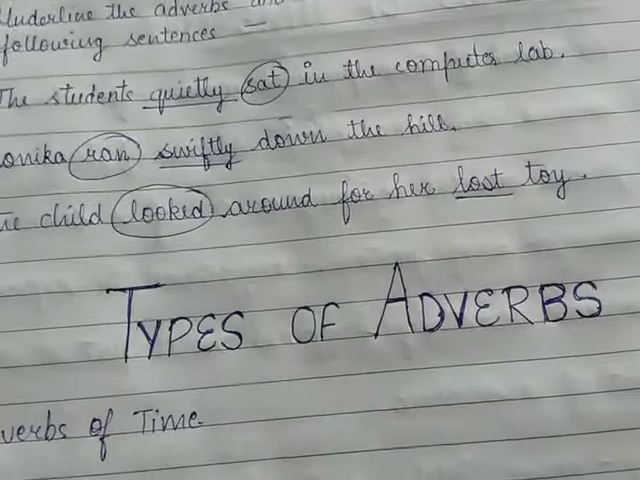 Underline the adverbs and
following sentences —
The students quietly sat in the computer lab.
onika ran swiftly down the hill.
he child looked around for her lost toy.
TYPES OF ADVERBS
verbs of Time.